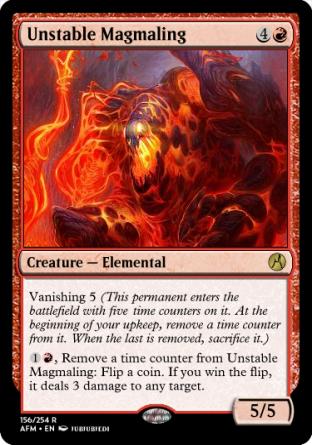 Unstable Magmaling 4
Creature — Elemental
Vanishing 5 (This permanent enters the
battlefield with five time counters on it. At the
beginning of your upkeep, remove a time counter
from it. When the last is removed, sacrifice it.)
1 , Remove a time counter from Unstable
Magmaling: Flip a coin. If you win the flip,
it deals 3 damage to any target.
5/5
156/254 R
AFM • EN FUBFUBFEDI